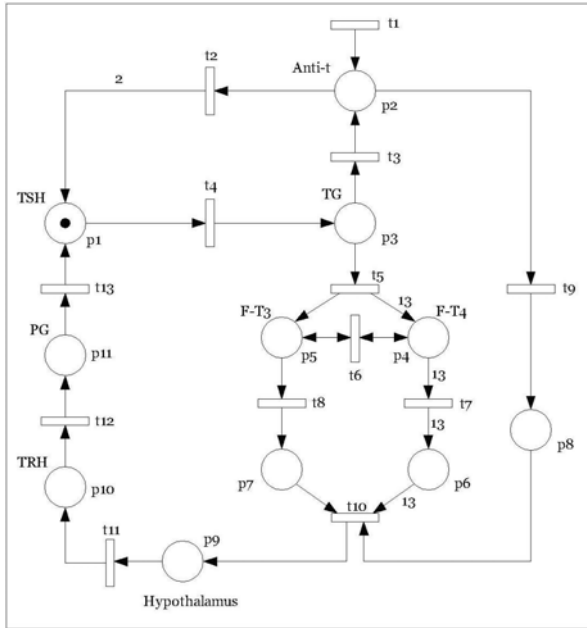 t1
t2
Anti-t
2
p2
t3
TSH
t4
TG
p1
p3
t13
t5
t9
F-T3
13
F-T4
PG
p5
p4
p11
t6
13
t8
t7
t12
13
p8
TRH
p10
p7
p6
t10
13
t11
p9
Hypothalamus